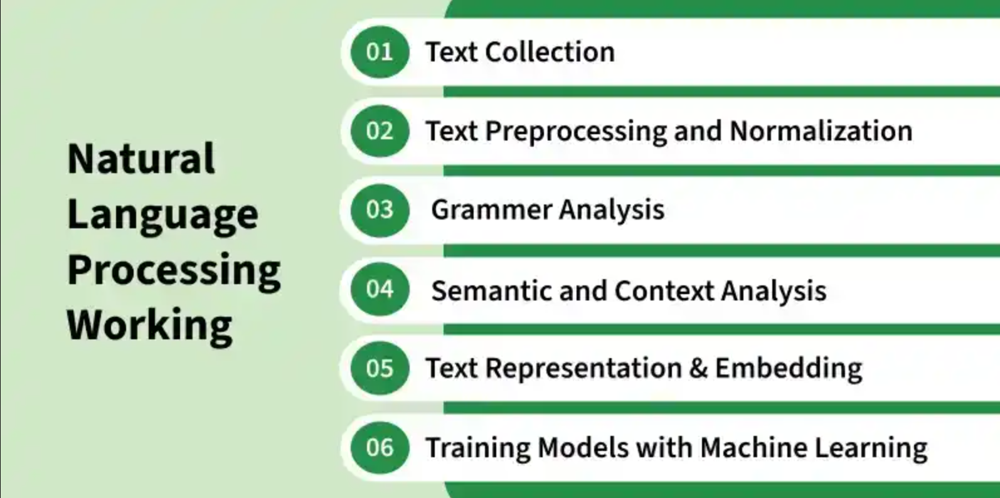 Natural
Language
Processing
Working
01 Text Collection
02 Text Preprocessing and Normalization
03 Grammer Analysis
04 Semantic and Context Analysis
05 Text Representation & Embedding
06 Training Models with Machine Learning